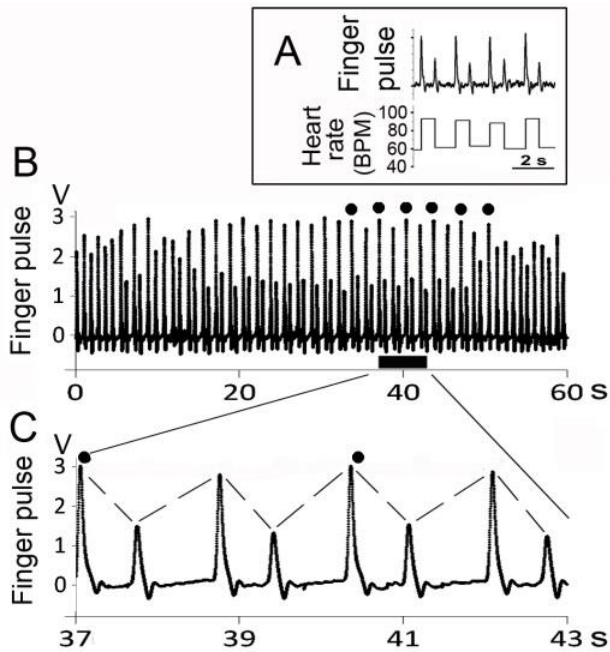 A
Finger
pulse
Heart
rate
(BPM)
100
80
60
40
2 s
B
V
Finger pulse
3
2
1
0
0 20 40 60 s
C
V
Finger pulse
3
2
1
0
37 39 41 43 s